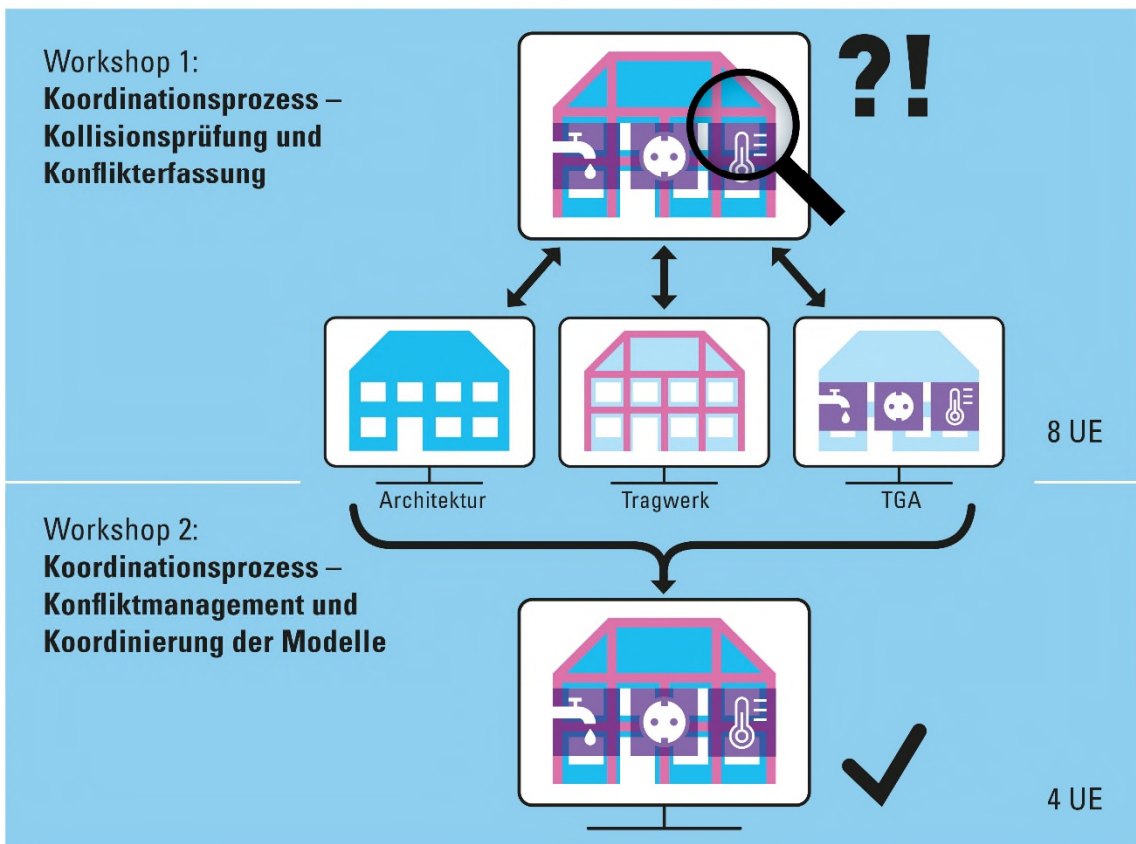 Workshop 1:
Koordinationsprozess –
Kollisionsprüfung und
Konflikterfassung
?!
Architektur
Tragwerk
TGA
8 UE
Workshop 2:
Koordinationsprozess –
Konfliktmanagement und
Koordinierung der Modelle
4 UE